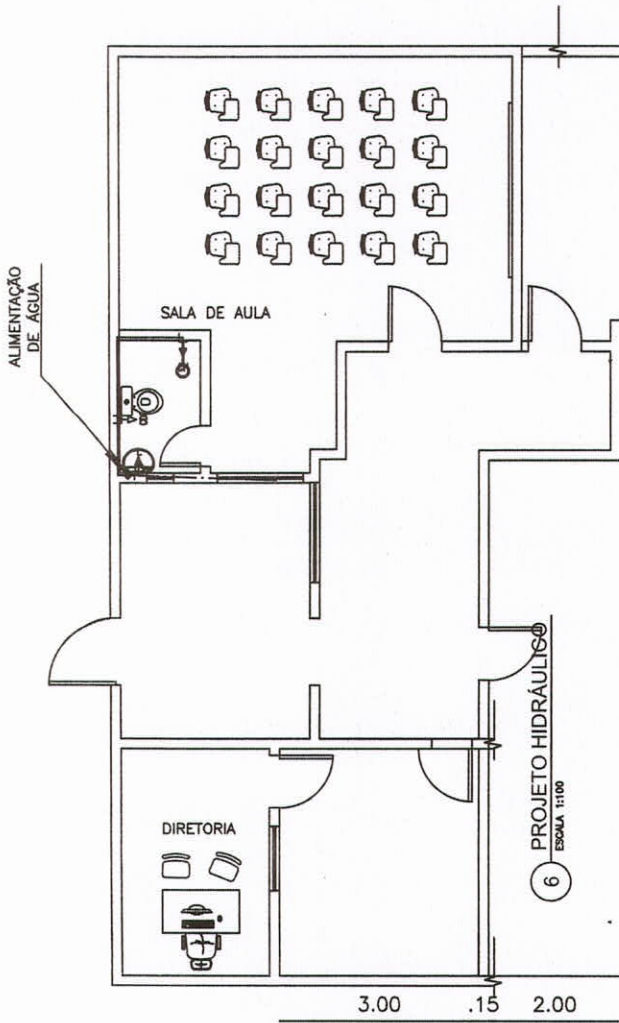 ALIMENTAÇÃO
DE ÁGUA
SALA DE AULA
DIRETORIA
6
PROJETO HIDRÁULICO
ESCALA 1:100
3.00 .15 2.00